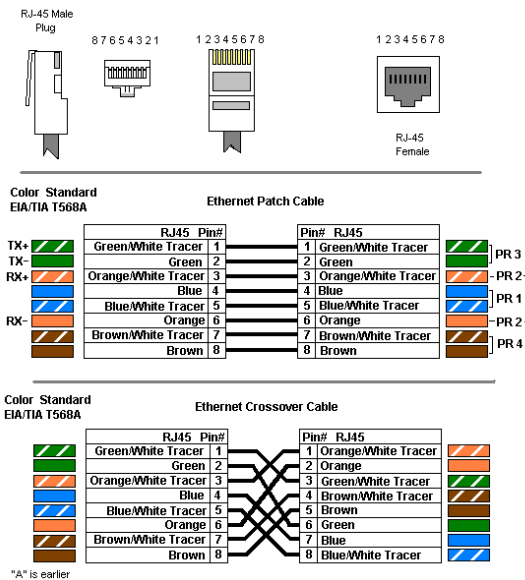 RJ-45 Male
Plug
8 7 6 5 4 3 2 1
1 2 3 4 5 6 7 8
1 2 3 4 5 6 7 8
RJ-45
Female
Color Standard
EIA/TIA T568A
Ethernet Patch Cable
RJ45 Pin#
Pin# RJ45
TX+ Green/White Tracer 1
1 Green/White Tracer
TX- Green 2
2 Green
PR 3
RX+ Orange/White Tracer 3
3 Orange/White Tracer
PR 2
Blue 4
4 Blue
Blue/White Tracer 5
5 Blue/White Tracer
PR 1
RX- Orange 6
6 Orange
PR 2
Brown/White Tracer 7
7 Brown/White Tracer
Brown 8
8 Brown
PR 4
Color Standard
EIA/TIA T568A
Ethernet Crossover Cable
RJ45 Pin#
Pin# RJ45
Green/White Tracer 1
1 Orange/White Tracer
Green 2
2 Orange
Orange/White Tracer 3
3 Green/White Tracer
Blue 4
4 Brown/White Tracer
Blue/White Tracer 5
5 Brown
Orange 6
6 Green
Brown/White Tracer 7
7 Blue
Brown 8
8 Blue/White Tracer
"A" is earlier